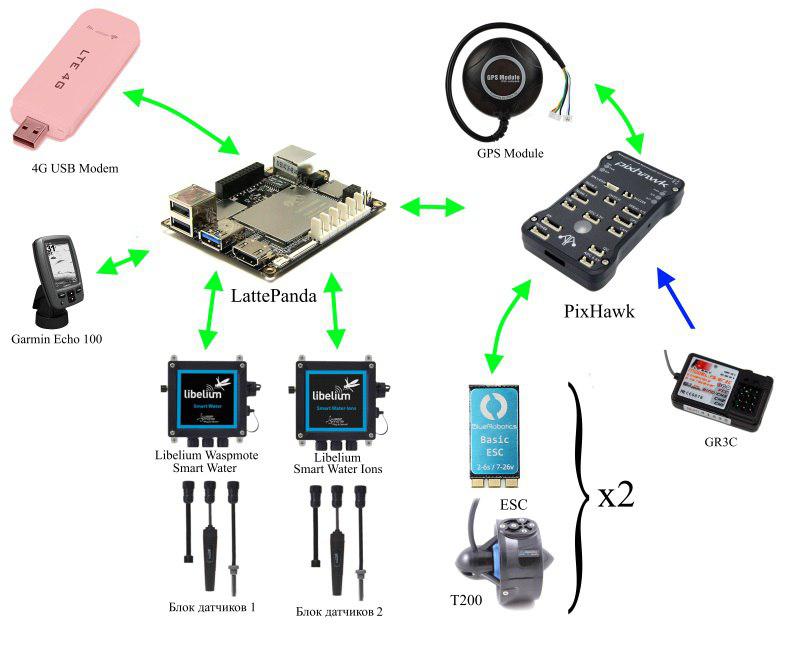 LTE 4G
4G USB Modem
GPS Module
GPS Module
pixhawk
LattePanda
PixHawk
Garmin Echo 100
libelium
Smart Water
libelium
Smart Water Ions
Libelium Waspmote
Smart Water
Libelium
Smart Water Ions
BlueRobotics
Basic
ESC
2-6s / 7-26v
ESC
x2
GR3C
T200
Блок датчиков 1
Блок датчиков 2